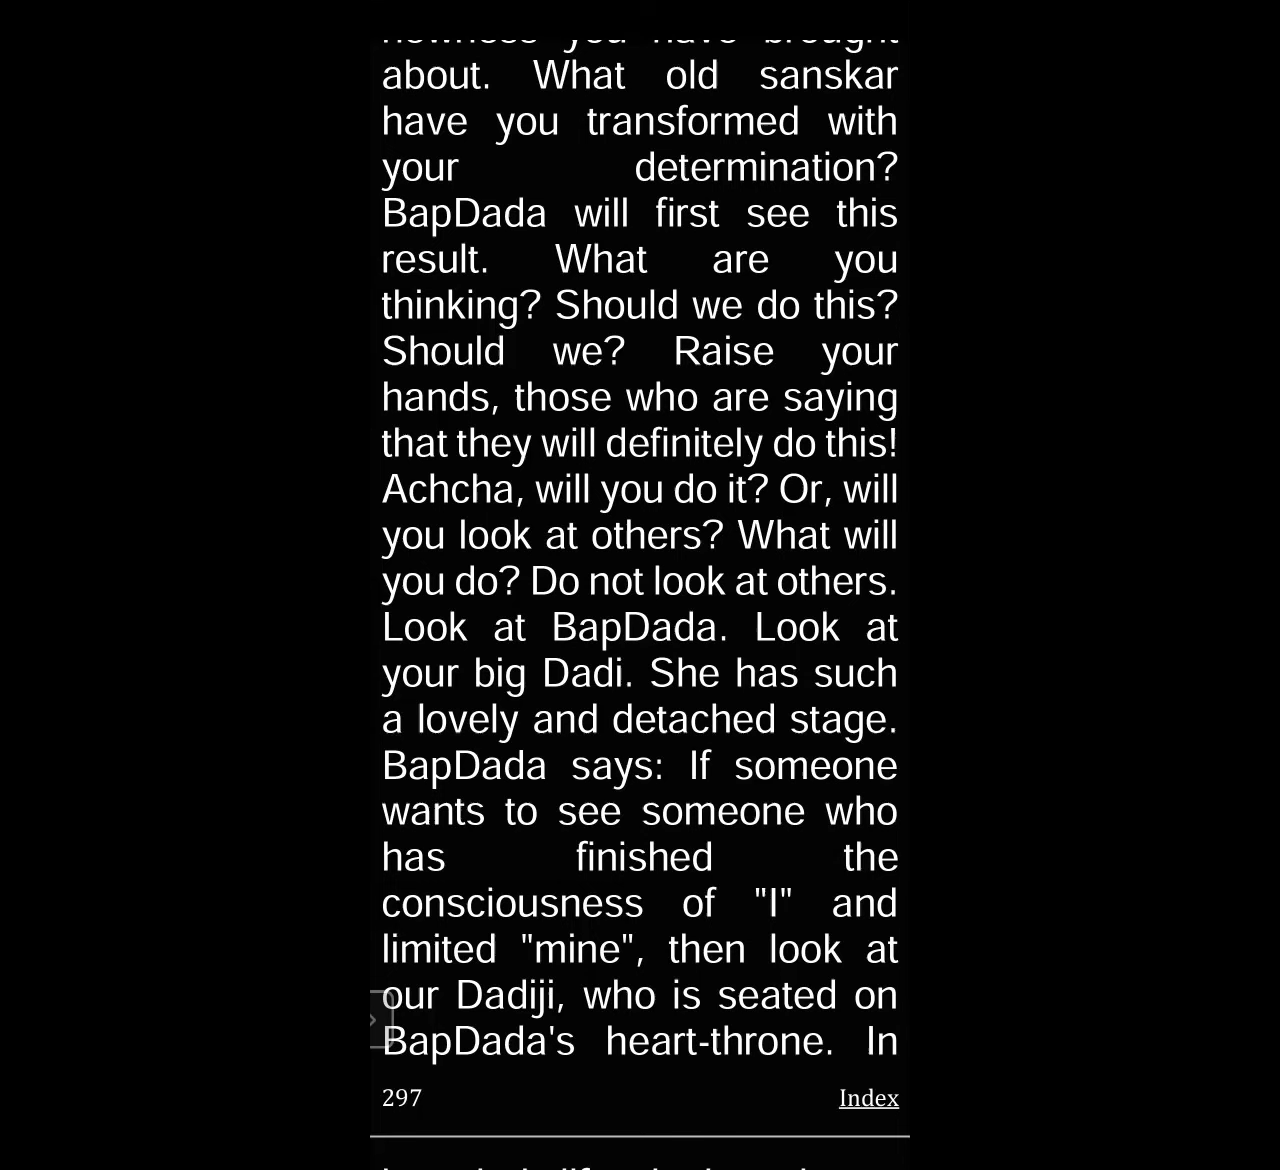 newness you have brought
about. What old sanskar
have you transformed with
your determination?
BapDada will first see this
result. What are you
thinking? Should we do this?
Should we? Raise your
hands, those who are saying
that they will definitely do this!
Achcha, will you do it? Or, will
you look at others? What will
you do? Do not look at others.
Look at BapDada. Look at
your big Dadi. She has such
a lovely and detached stage.
BapDada says: If someone
wants to see someone who
has finished the
consciousness of "I" and
limited "mine", then look at
our Dadiji, who is seated on
BapDada's heart-throne. In
297 Index